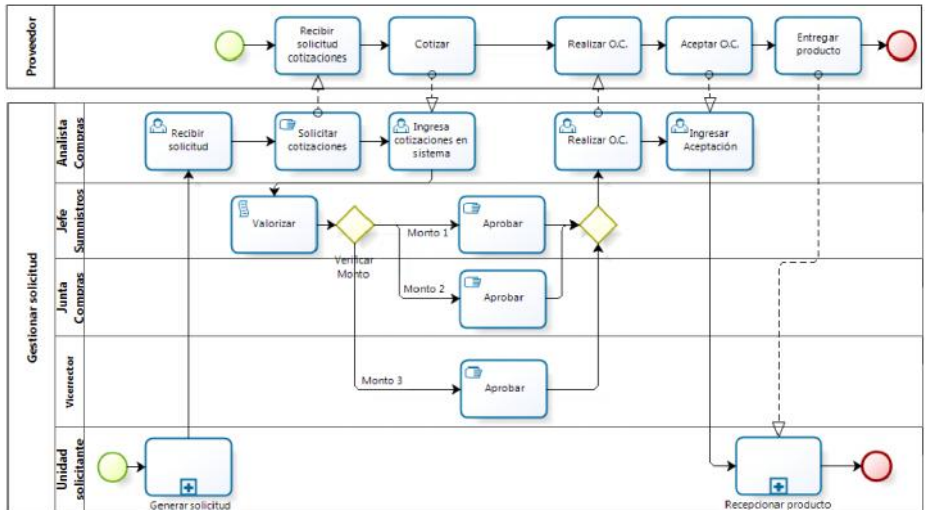 Proveedor
Recibir
solicitud
cotizaciones
Cotizar
Realizar O.C.
Aceptar O.C.
Entregar
producto
Gestionar solicitud
Analista
Compras
Recibir
solicitud
Solicitar
cotizaciones
Ingresa
cotizaciones en
sistema
Realizar O.C.
Ingresar
Aceptación
Jefe
Suministros
Valorizar
Verificar
Monto
Monto 1
Aprobar
Junta
Compras
Monto 2
Aprobar
Vicerrector
Monto 3
Aprobar
Unidad
solicitante
Generar solicitud
Recepcionar producto